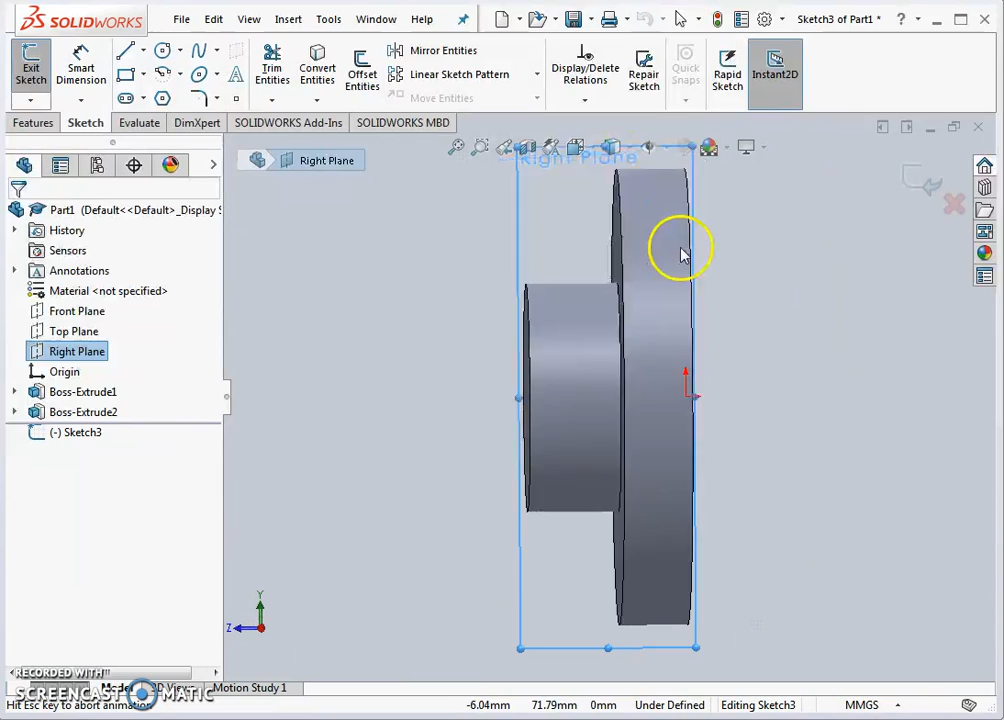 SOLIDWORKS File Edit View Insert Tools Window Help Sketch3 of Part1 * ?
Exit Sketch
Smart Dimension
Trim Entities
Convert Entities
Offset Entities
Mirror Entities
Linear Sketch Pattern
Move Entities
Display/Delete Relations
Repair Sketch
Quick Snaps
Rapid Sketch
Instant2D
Features Sketch Evaluate DimXpert SOLIDWORKS Add-Ins SOLIDWORKS MBD
Right Plane
Right Plane
Part1 (Default<<Default>_Display S
History
Sensors
Annotations
Material <not specified>
Front Plane
Top Plane
Right Plane
Origin
Boss-Extrude1
Boss-Extrude2
(-) Sketch3
Y
Z
RECORDED WITH
SCREENCAST MATIC
Model 3D Views Motion Study 1
Hit Esc key to abort animation -6.04mm 71.79mm 0mm Under Defined Editing Sketch3 MMGS